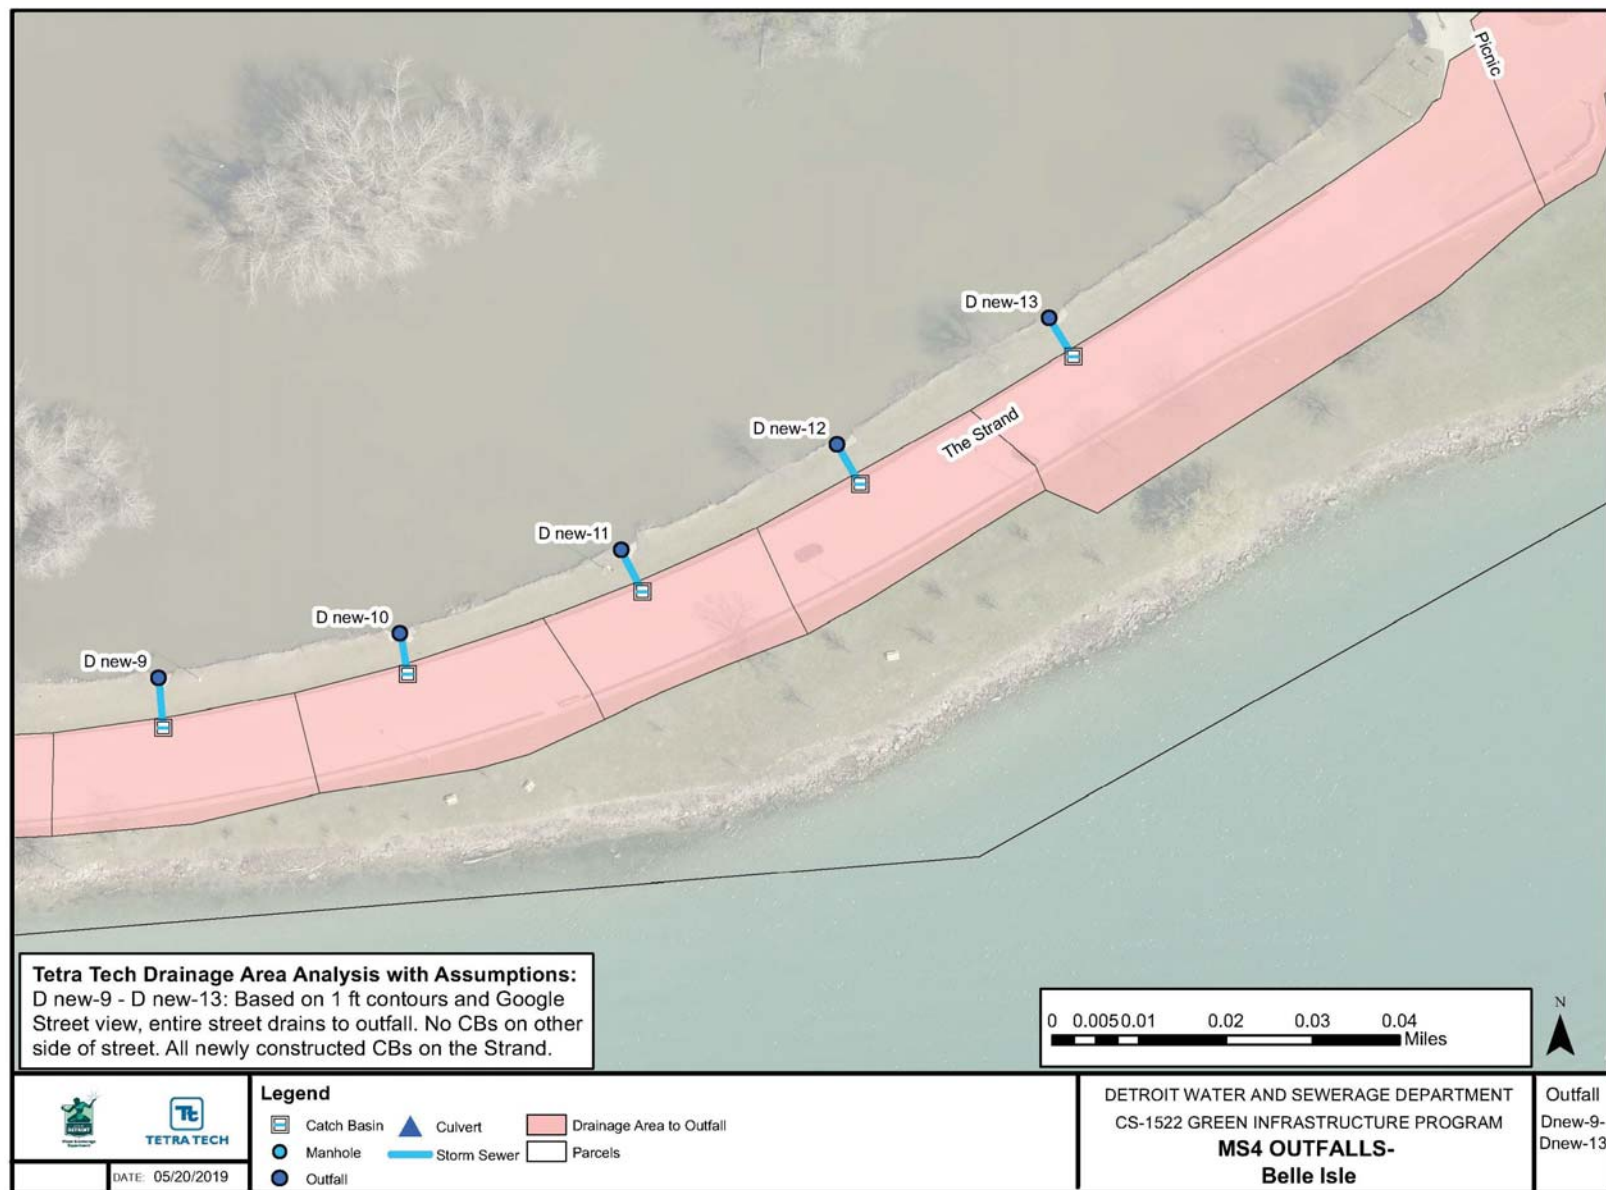 Picnic
D new-13
D new-12
The Strand
D new-11
D new-10
D new-9
Tetra Tech Drainage Area Analysis with Assumptions:
D new-9 - D new-13: Based on 1 ft contours and Google
Street view, entire street drains to outfall. No CBs on other
side of street. All newly constructed CBs on the Strand.
0 0.005 0.01 0.02 0.03 0.04
Miles
N
DETROIT
Tt
TETRA TECH
DATE: 05/20/2019
Legend
Catch Basin
Manhole
Outfall
Culvert
Storm Sewer
Drainage Area to Outfall
Parcels
DETROIT WATER AND SEWERAGE DEPARTMENT
CS-1522 GREEN INFRASTRUCTURE PROGRAM
MS4 OUTFALLS-
Belle Isle
Outfall
Dnew-9-
Dnew-13